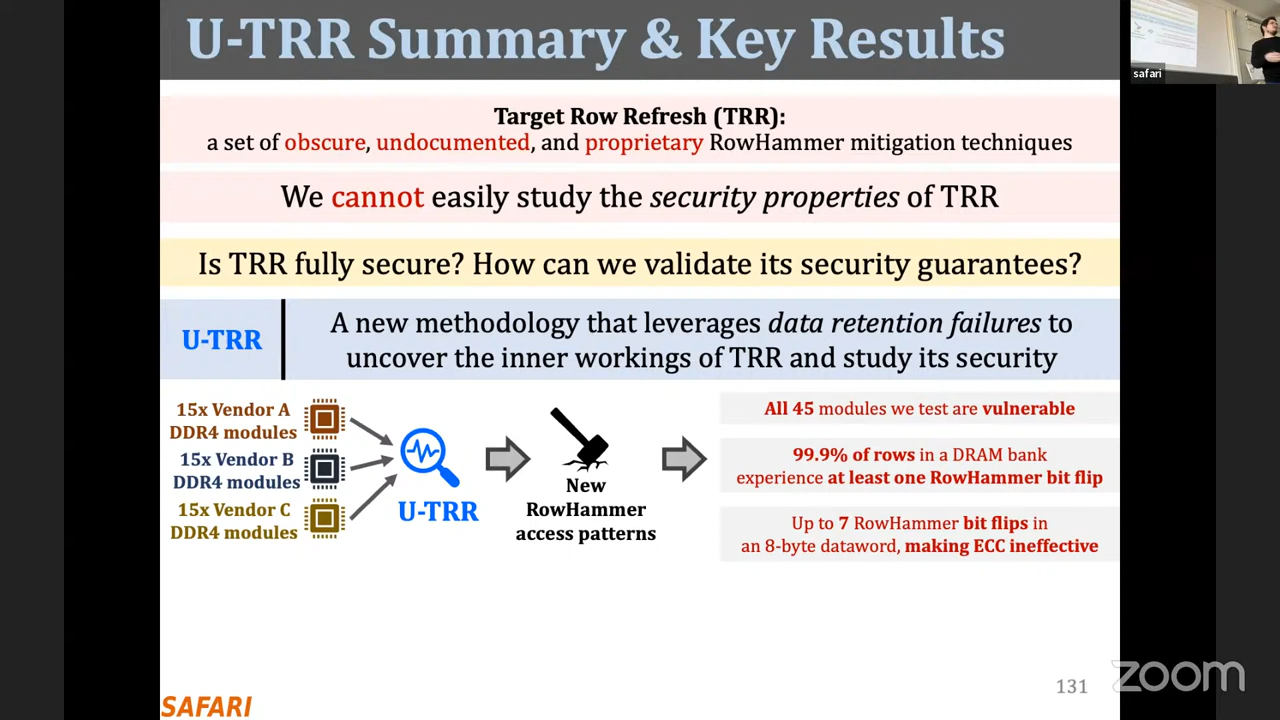 U-TRR Summary & Key Results
safari
Target Row Refresh (TRR):
a set of obscure, undocumented, and proprietary RowHammer mitigation techniques
We cannot easily study the security properties of TRR
Is TRR fully secure? How can we validate its security guarantees?
U-TRR
A new methodology that leverages data retention failures to
uncover the inner workings of TRR and study its security
15x Vendor A
DDR4 modules
15x Vendor B
DDR4 modules
15x Vendor C
DDR4 modules
U-TRR
New
RowHammer
access patterns
All 45 modules we test are vulnerable
99.9% of rows in a DRAM bank
experience at least one RowHammer bit flip
Up to 7 RowHammer bit flips in
an 8-byte dataword, making ECC ineffective
SAFARI
131
zoom